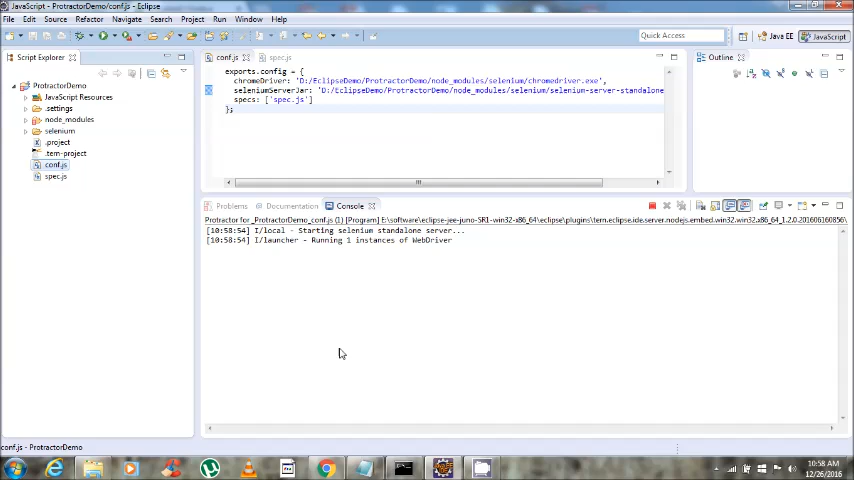 JavaScript - ProtractorDemo/conf.js - Eclipse
File Edit Source Refactor Navigate Search Project Run Window Help
Quick Access
Java EE
JavaScript
Script Explorer
ProtractorDemo
JavaScript Resources
.settings
node_modules
selenium
.project
.tern-project
conf.js
spec.js
conf.js
spec.js
exports.config = {
chromeDriver: 'D:/EclipseDemo/ProtractorDemo/node_modules/selenium/chromedriver.exe',
seleniumServerJar: 'D:/EclipseDemo/ProtractorDemo/node_modules/selenium/selenium-server-standalone
specs: ['spec.js']
};
Outline
Problems
Documentation
Console
Protractor for _ProtractorDemo_conf.js (1) [Program] E:\software\eclipse-jee-juno-SR1-win32-x86_64\eclipse\plugins\tern.eclipse.ide.server.nodejs.embed.win32.win32.x86_64_1.2.0.201606160856\
[10:58:54] I/local - Starting selenium standalone server...
[10:58:54] I/launcher - Running 1 instances of WebDriver
conf.js - ProtractorDemo
10:58 AM
12/26/2016